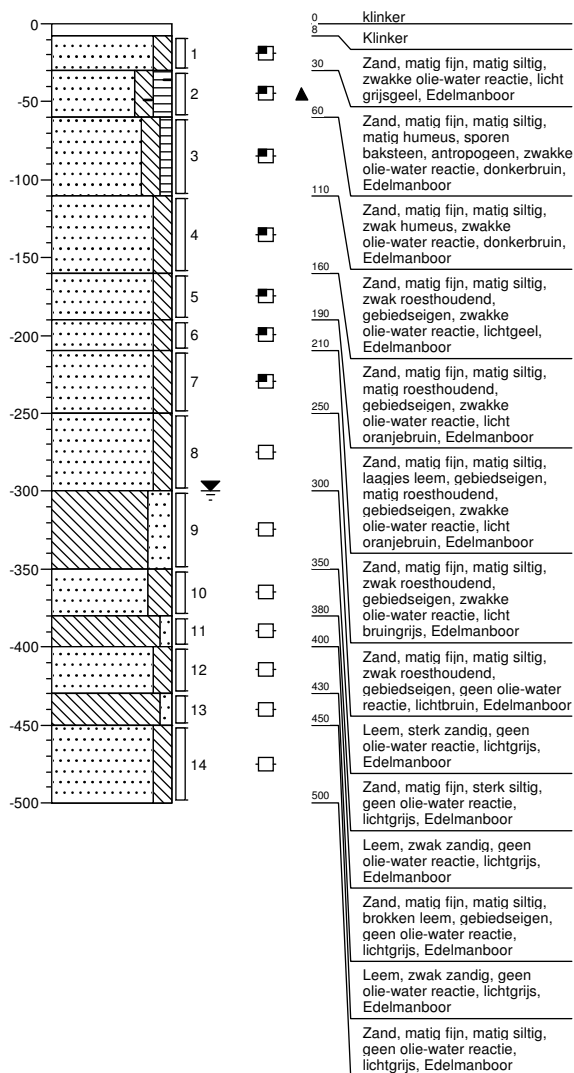 0
-50
-100
-150
-200
-250
-300
-350
-400
-450
-500
1
2
3
4
5
6
7
8
9
10
11
12
13
14
0
klinker
8
Klinker
30
Zand, matig fijn, matig siltig,
zwakke olie-water reactie, licht
grijsgeel, Edelmanboor
60
Zand, matig fijn, matig siltig,
matig humeus, sporen
baksteen, antropogeen, zwakke
olie-water reactie, donkerbruin,
Edelmanboor
110
Zand, matig fijn, matig siltig,
zwak humeus, zwakke
olie-water reactie, donkerbruin,
Edelmanboor
160
Zand, matig fijn, matig siltig,
zwak roesthoudend,
gebiedseigen, zwakke
olie-water reactie, lichtgeel,
Edelmanboor
190
Zand, matig fijn, matig siltig,
matig roesthoudend,
gebiedseigen, zwakke
olie-water reactie, licht
oranjebruin, Edelmanboor
210
Zand, matig fijn, matig siltig,
laagjes leem, gebiedseigen,
matig roesthoudend,
gebiedseigen, zwakke
olie-water reactie, licht
oranjebruin, Edelmanboor
250
Zand, matig fijn, matig siltig,
zwak roesthoudend,
gebiedseigen, zwakke
olie-water reactie, licht
bruingrijs, Edelmanboor
300
Zand, matig fijn, matig siltig,
zwak roesthoudend,
gebiedseigen, geen olie-water
reactie, lichtbruin, Edelmanboor
350
Leem, sterk zandig, geen
olie-water reactie, lichtgrijs,
Edelmanboor
380
Zand, matig fijn, sterk siltig,
geen olie-water reactie,
lichtgrijs, Edelmanboor
400
Leem, zwak zandig, geen
olie-water reactie, lichtgrijs,
Edelmanboor
430
Zand, matig fijn, matig siltig,
brokken leem, gebiedseigen,
geen olie-water reactie,
lichtgrijs, Edelmanboor
450
Leem, zwak zandig, geen
olie-water reactie, lichtgrijs,
Edelmanboor
500
Zand, matig fijn, matig siltig,
geen olie-water reactie,
lichtgrijs, Edelmanboor